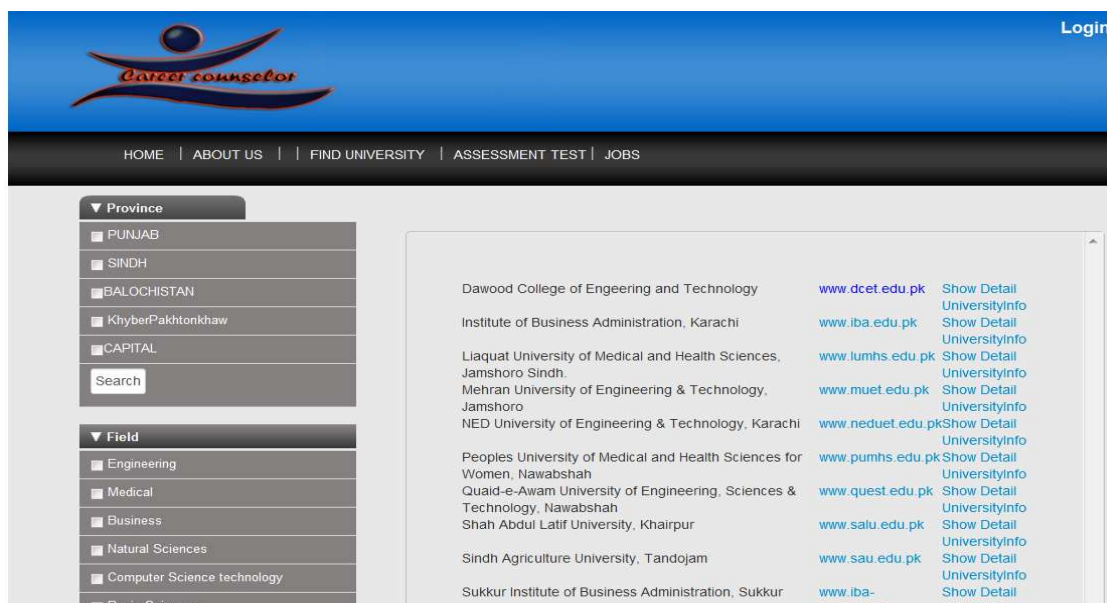 Login
Career counselor
HOME | ABOUT US | | FIND UNIVERSITY | ASSESSMENT TEST | JOBS
▼ Province
PUNJAB
SINDH
BALOCHISTAN
KhyberPakhtonkhaw
CAPITAL
Search
▼ Field
Engineering
Medical
Business
Natural Sciences
Computer Science technology
Dawood College of Engeering and Technology www.dcet.edu.pk Show Detail
UniversityInfo
Institute of Business Administration, Karachi www.iba.edu.pk Show Detail
UniversityInfo
Liaquat University of Medical and Health Sciences, www.lumhs.edu.pk Show Detail
Jamshoro Sindh. UniversityInfo
Mehran University of Engineering & Technology, www.muet.edu.pk Show Detail
Jamshoro UniversityInfo
NED University of Engineering & Technology, Karachi www.neduet.edu.pk Show Detail
UniversityInfo
Peoples University of Medical and Health Sciences for www.pumhs.edu.pk Show Detail
Women, Nawabshah UniversityInfo
Quaid-e-Awam University of Engineering, Sciences & www.quest.edu.pk Show Detail
Technology, Nawabshah UniversityInfo
Shah Abdul Latif University, Khairpur www.salu.edu.pk Show Detail
UniversityInfo
Sindh Agriculture University, Tandojam www.sau.edu.pk Show Detail
UniversityInfo
Sukkur Institute of Business Administration, Sukkur www.iba- Show Detail